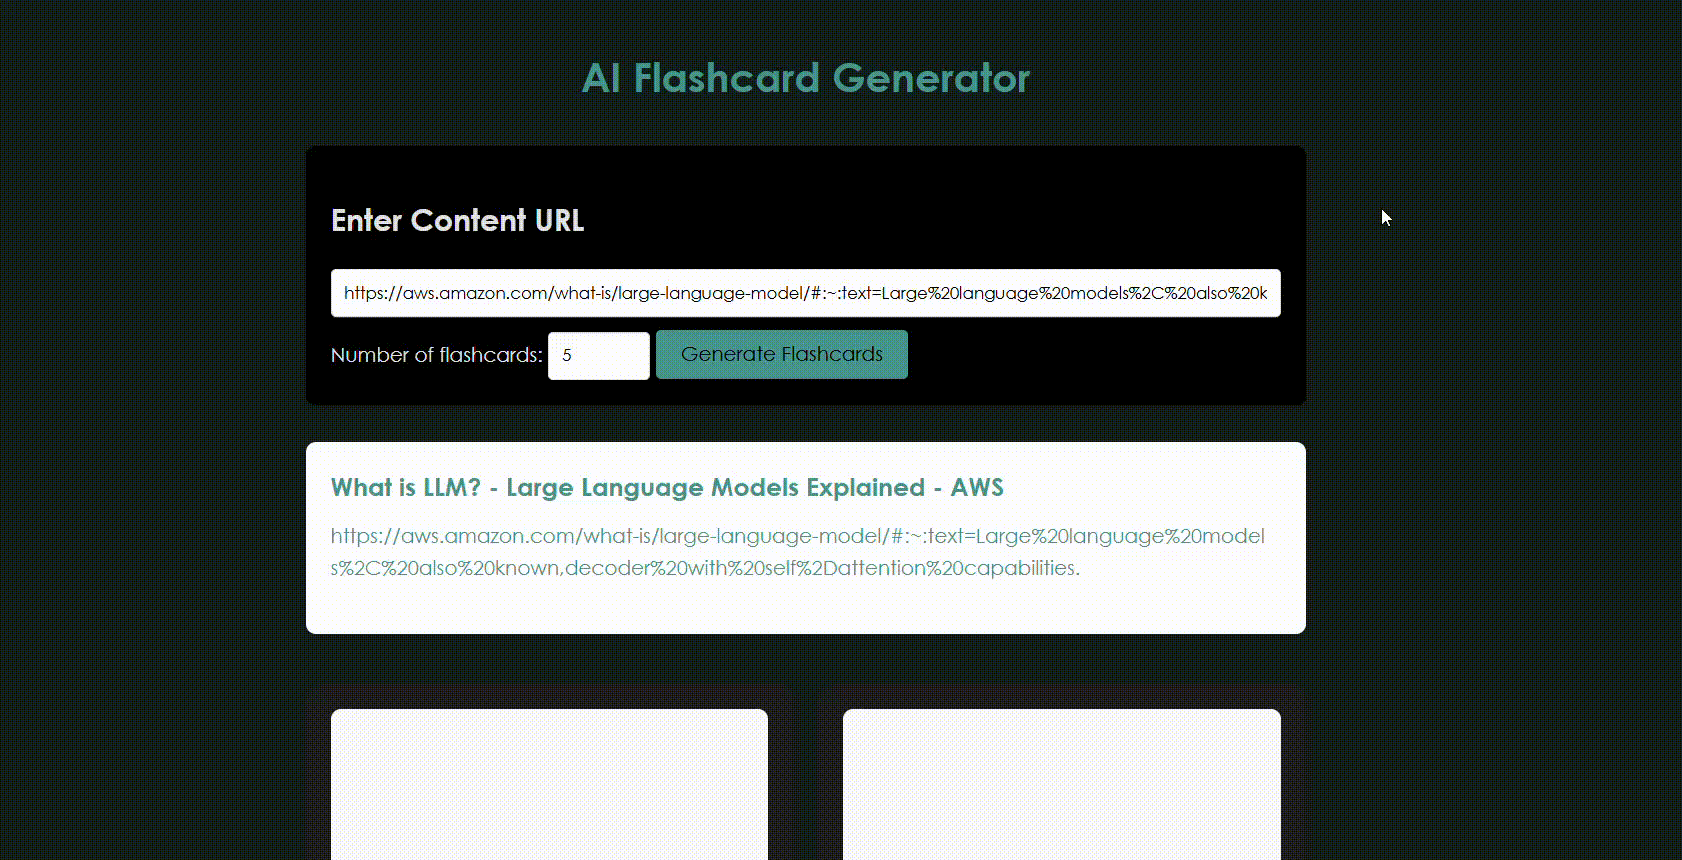 AI Flashcard Generator
Enter Content URL
https://aws.amazon.com/what-is/large-language-model/#:~:text=Large%20language%20models%2C%20also%20k
Number of flashcards: 5 Generate Flashcards
What is LLM? - Large Language Models Explained - AWS
https://aws.amazon.com/what-is/large-language-model/#:~:text=Large%20language%20model
s%2C%20also%20known,decoder%20with%20self%2Dattention%20capabilities.